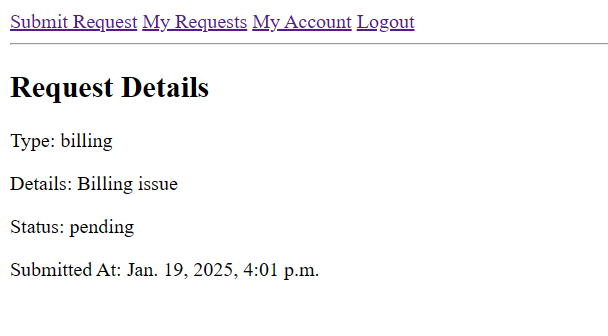 Submit Request My Requests My Account Logout
Request Details
Type: billing
Details: Billing issue
Status: pending
Submitted At: Jan. 19, 2025, 4:01 p.m.